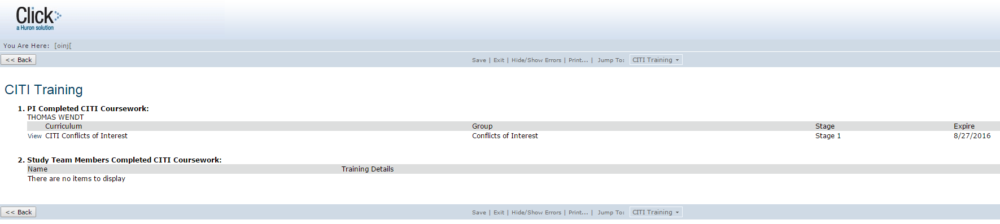 Click
a Huron solution
You Are Here: [oinj[
<< Back Save | Exit | Hide/Show Errors | Print... | Jump To: CITI Training
CITI Training
1. PI Completed CITI Coursework:
THOMAS WENDT
Curriculum Group Stage Expire
View CITI Conflicts of Interest Conflicts of Interest Stage 1 8/27/2016
2. Study Team Members Completed CITI Coursework:
Name Training Details
There are no items to display
<< Back Save | Exit | Hide/Show Errors | Print... | Jump To: CITI Training